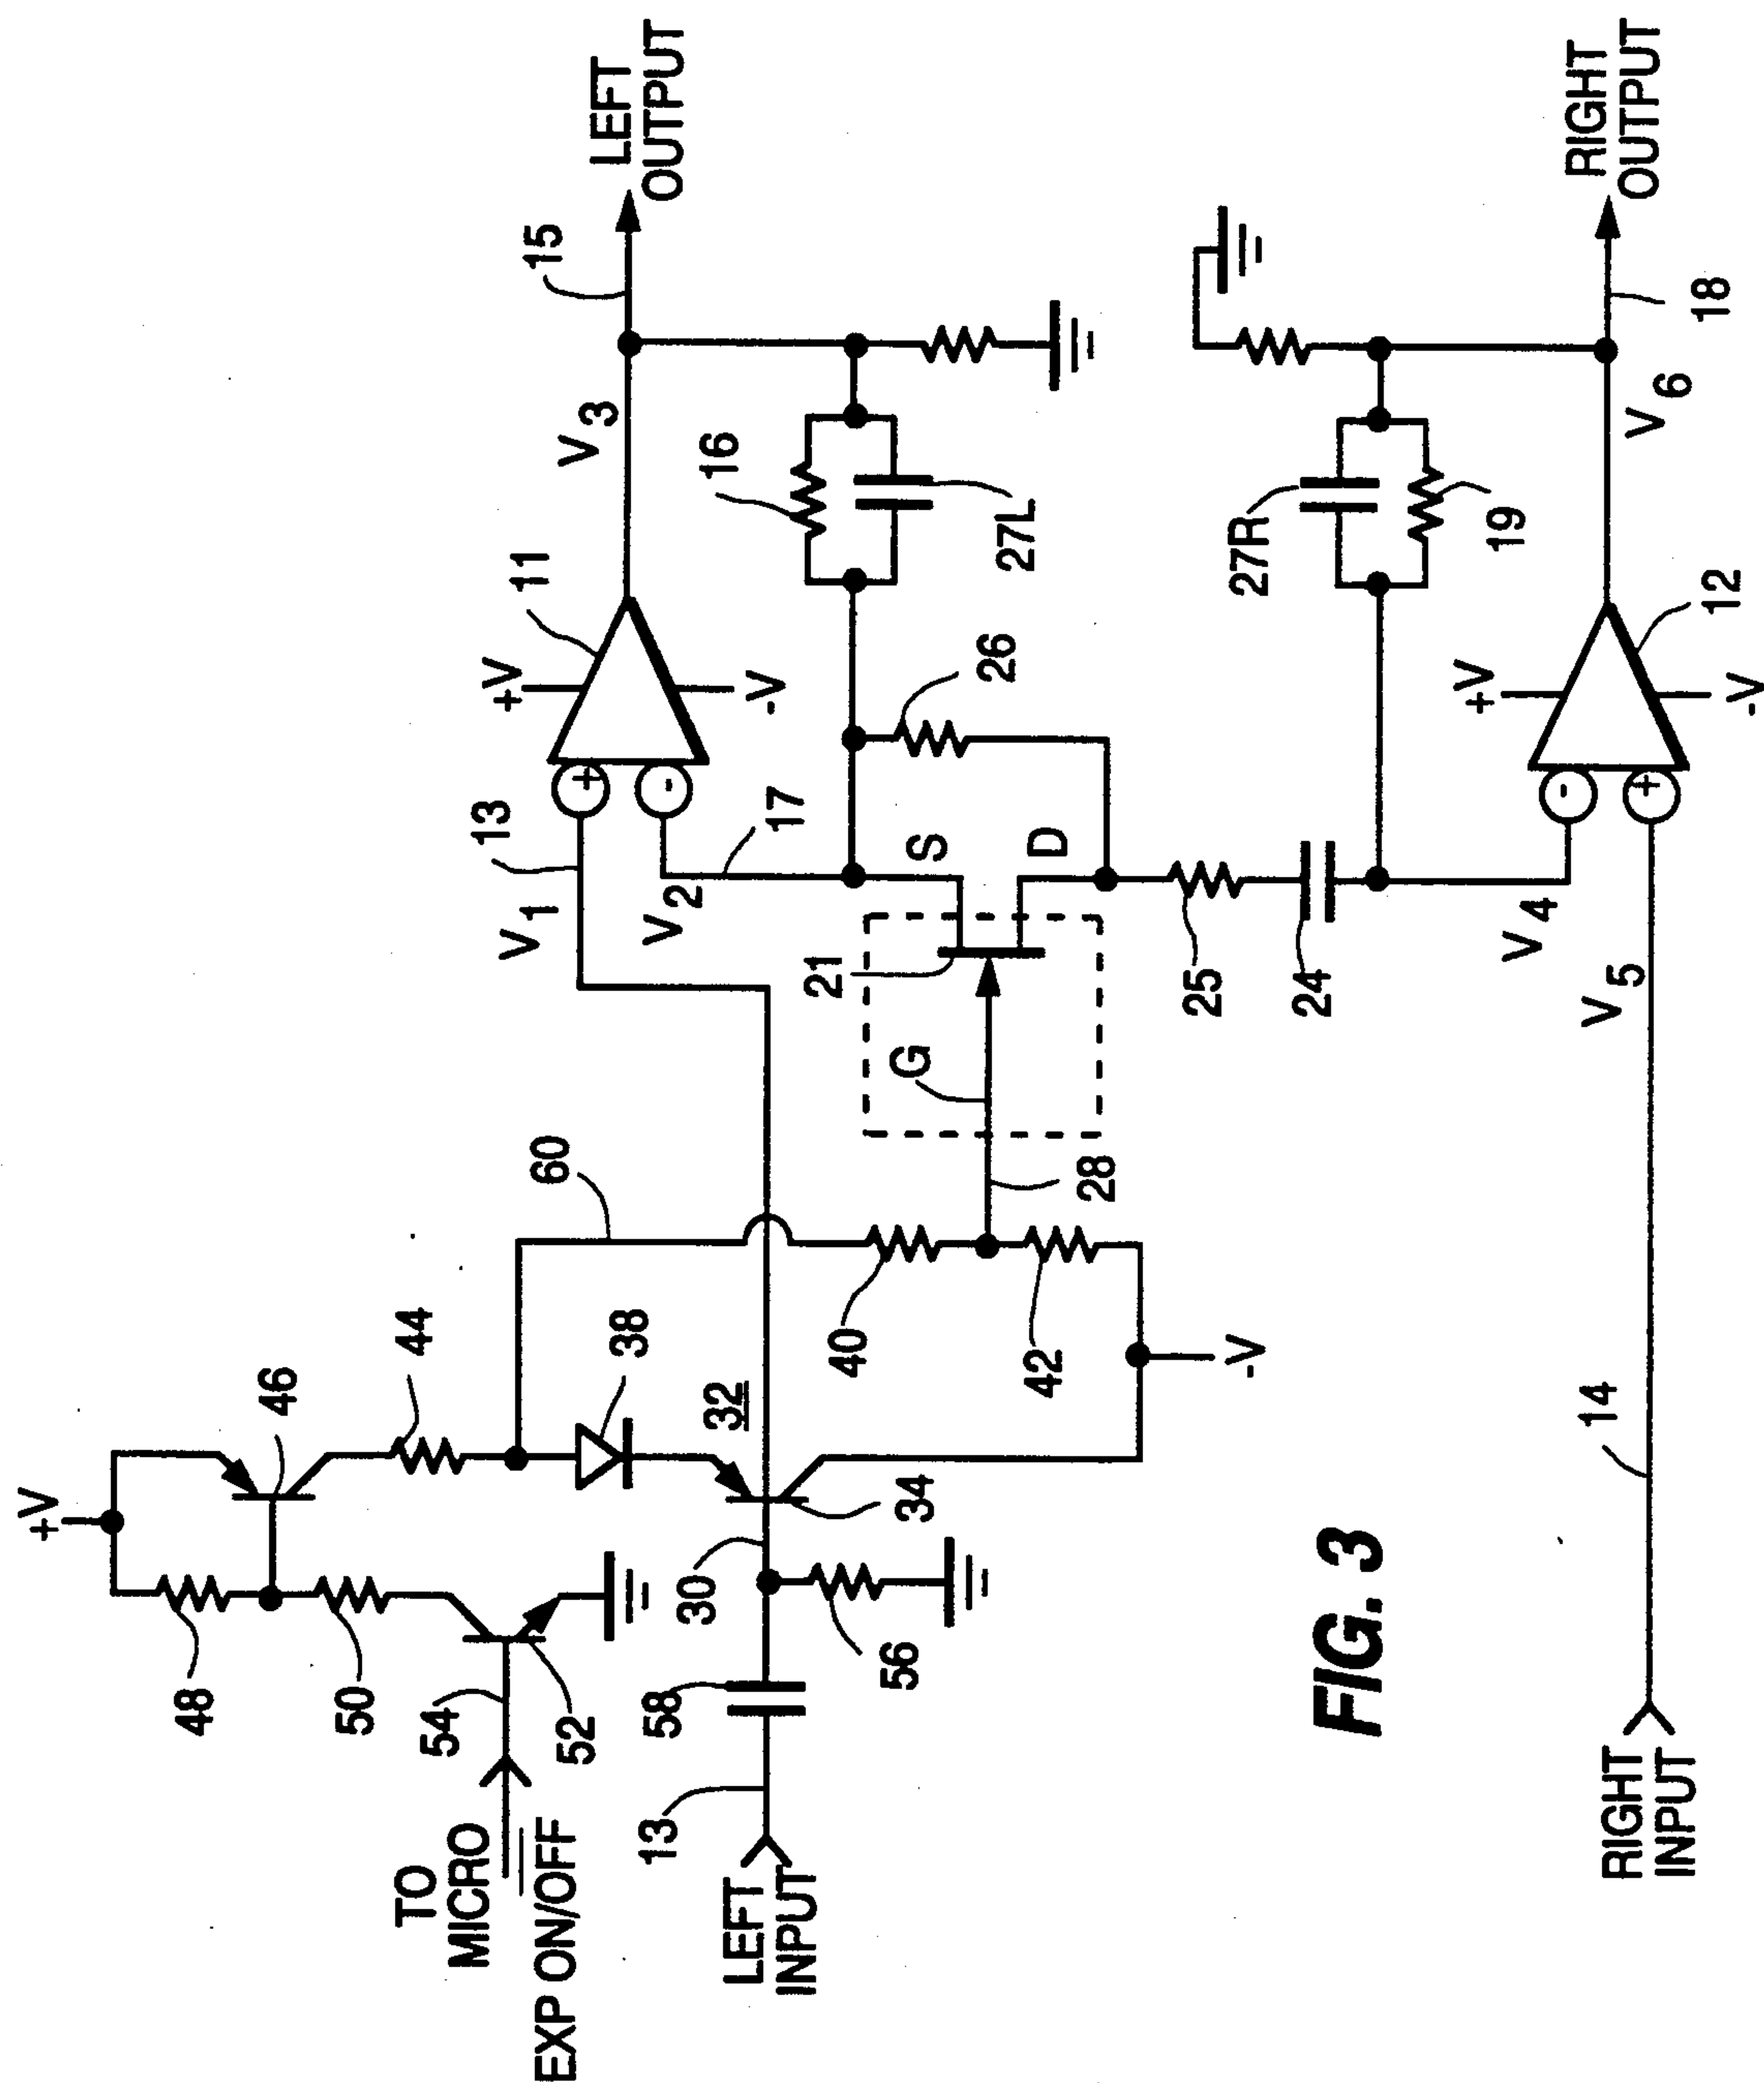 +V
46
44
48
50
54
52
TO
MICRO
EXP ON/OFF
38
32
34
30
56
58
13
LEFT
INPUT
60
40
42
-V
28
G
21
S
D
V1
13
V2
17
+
-
+V
-V
11
V3
15
LEFT
OUTPUT
16
27L
26
25
24
27R
19
V4
V5
-
+
+V
-V
12
V6
18
RIGHT
OUTPUT
14
RIGHT
INPUT
FIG. 3